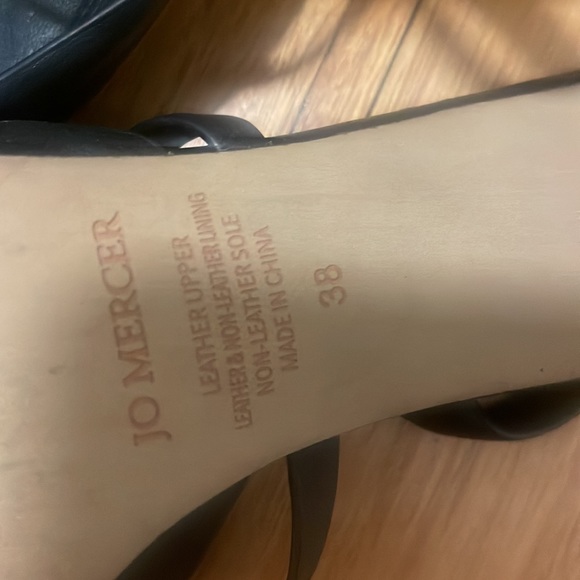 JO MERCER
LEATHER UPPER
LEATHER & NON-LEATHER LINING
NON-LEATHER SOLE
MADE IN CHINA
38